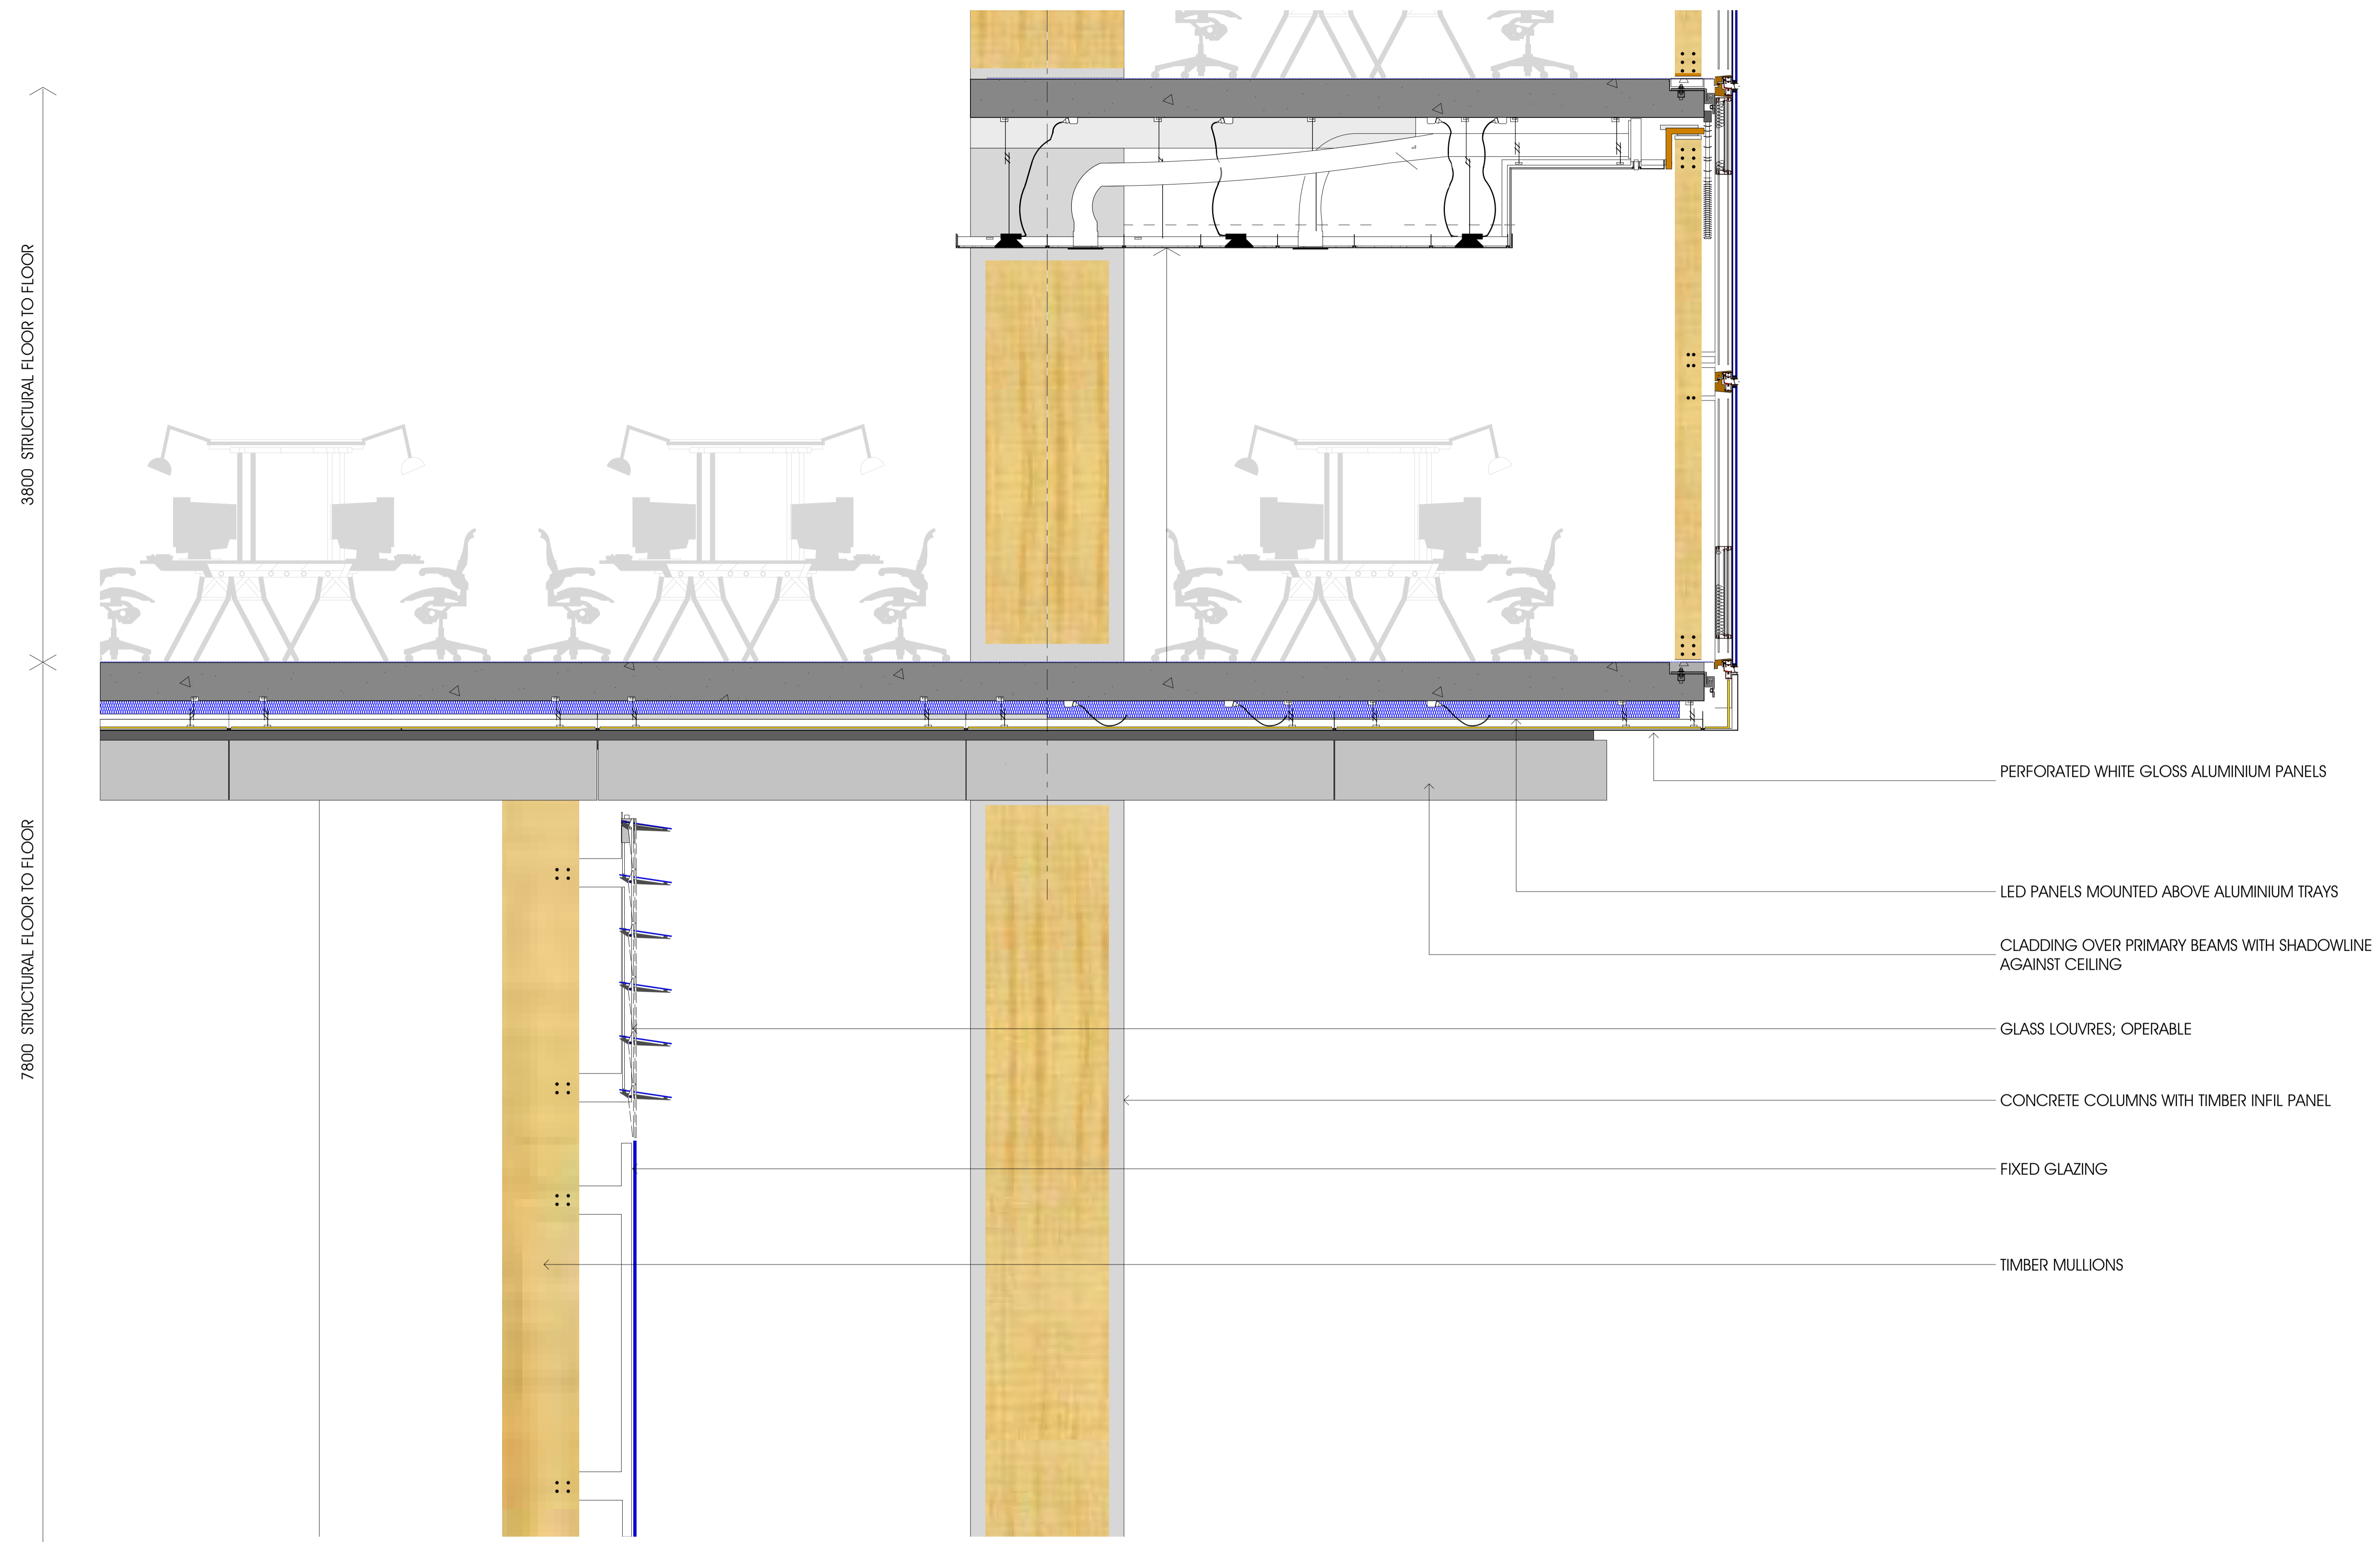 3800 STRUCTURAL FLOOR TO FLOOR
7800 STRUCTURAL FLOOR TO FLOOR
PERFORATED WHITE GLOSS ALUMINIUM PANELS
LED PANELS MOUNTED ABOVE ALUMINIUM TRAYS
CLADDING OVER PRIMARY BEAMS WITH SHADOWLINE
AGAINST CEILING
GLASS LOUVRES; OPERABLE
CONCRETE COLUMNS WITH TIMBER INFIL PANEL
FIXED GLAZING
TIMBER MULLIONS